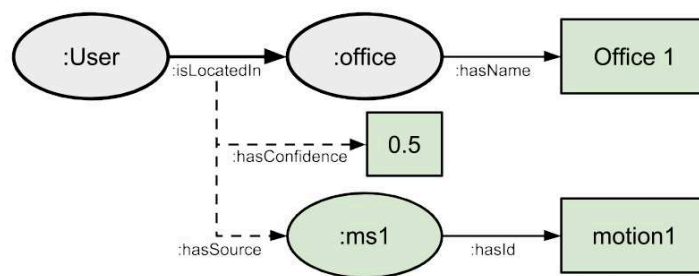 :User
:isLocatedIn
:office
:hasName
Office 1
:hasConfidence
0.5
:hasSource
:ms1
:hasId
motion1